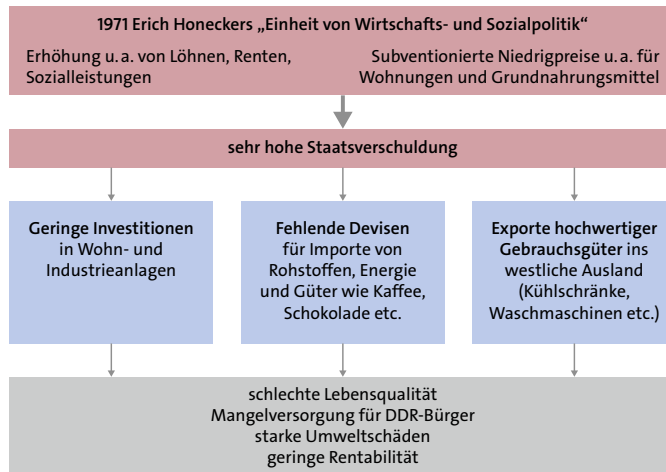 1971 Erich Honeckers „Einheit von Wirtschafts- und Sozialpolitik“
Erhöhung u. a. von Löhnen, Renten,
Sozialleistungen
Subventionierte Niedrigpreise u. a. für
Wohnungen und Grundnahrungsmittel
sehr hohe Staatsverschuldung
Geringe Investitionen
in Wohn- und
Industrieanlagen
Fehlende Devisen
für Importe von
Rohstoffen, Energie
und Güter wie Kaffee,
Schokolade etc.
Exporte hochwertiger
Gebrauchsgüter ins
westliche Ausland
(Kühlschränke,
Waschmaschinen etc.)
schlechte Lebensqualität
Mangelversorgung für DDR-Bürger
starke Umweltschäden
geringe Rentabilität